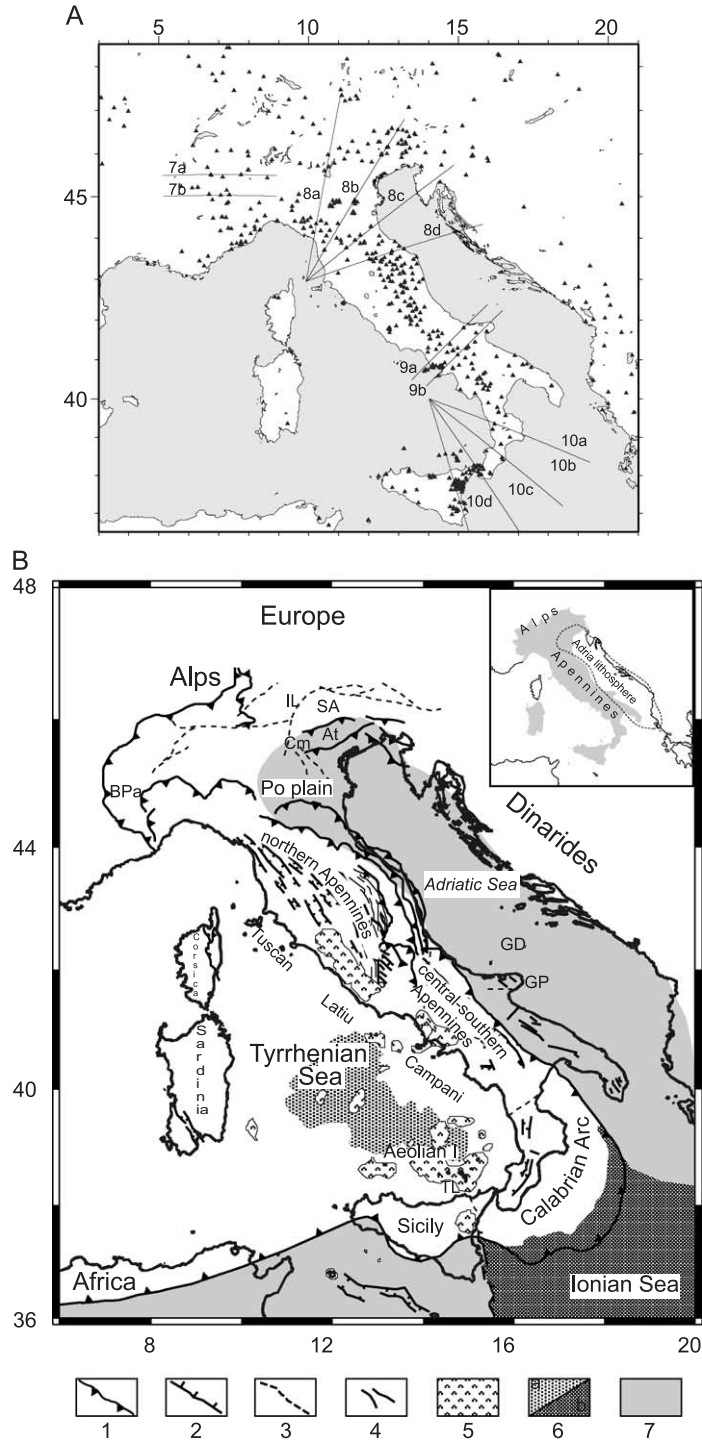 A
5
10
15
20
7a
7b
8a
8b
8c
8d
45
40
9a
9b
10a
10b
10c
10d
B
48
Europe
Alps
Adria lithosphere
Apennines
Alps
IL
SA
At
Cm
BPa
Po plain
Dinarides
44
northern Apennines
Adriatic Sea
GD
GP
Tuscan
Corsica
central-southern
Apennines
Latiu
Sardinia
Tyrrhenian
Sea
Campani
40
Aeolian I.
TL
Calabrian Arc
Sicily
Africa
Ionian Sea
36
8
12
16
20
a
b
1
2
3
4
5
6
7